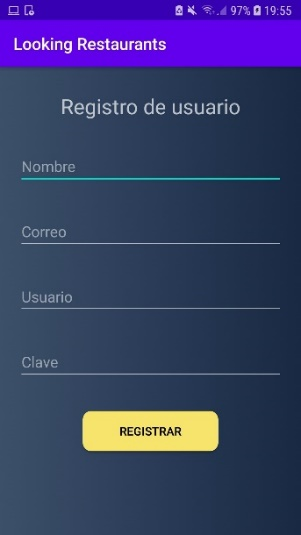 97% 19:55
Looking Restaurants
Registro de usuario
Nombre
Correo
Usuario
Clave
REGISTRAR